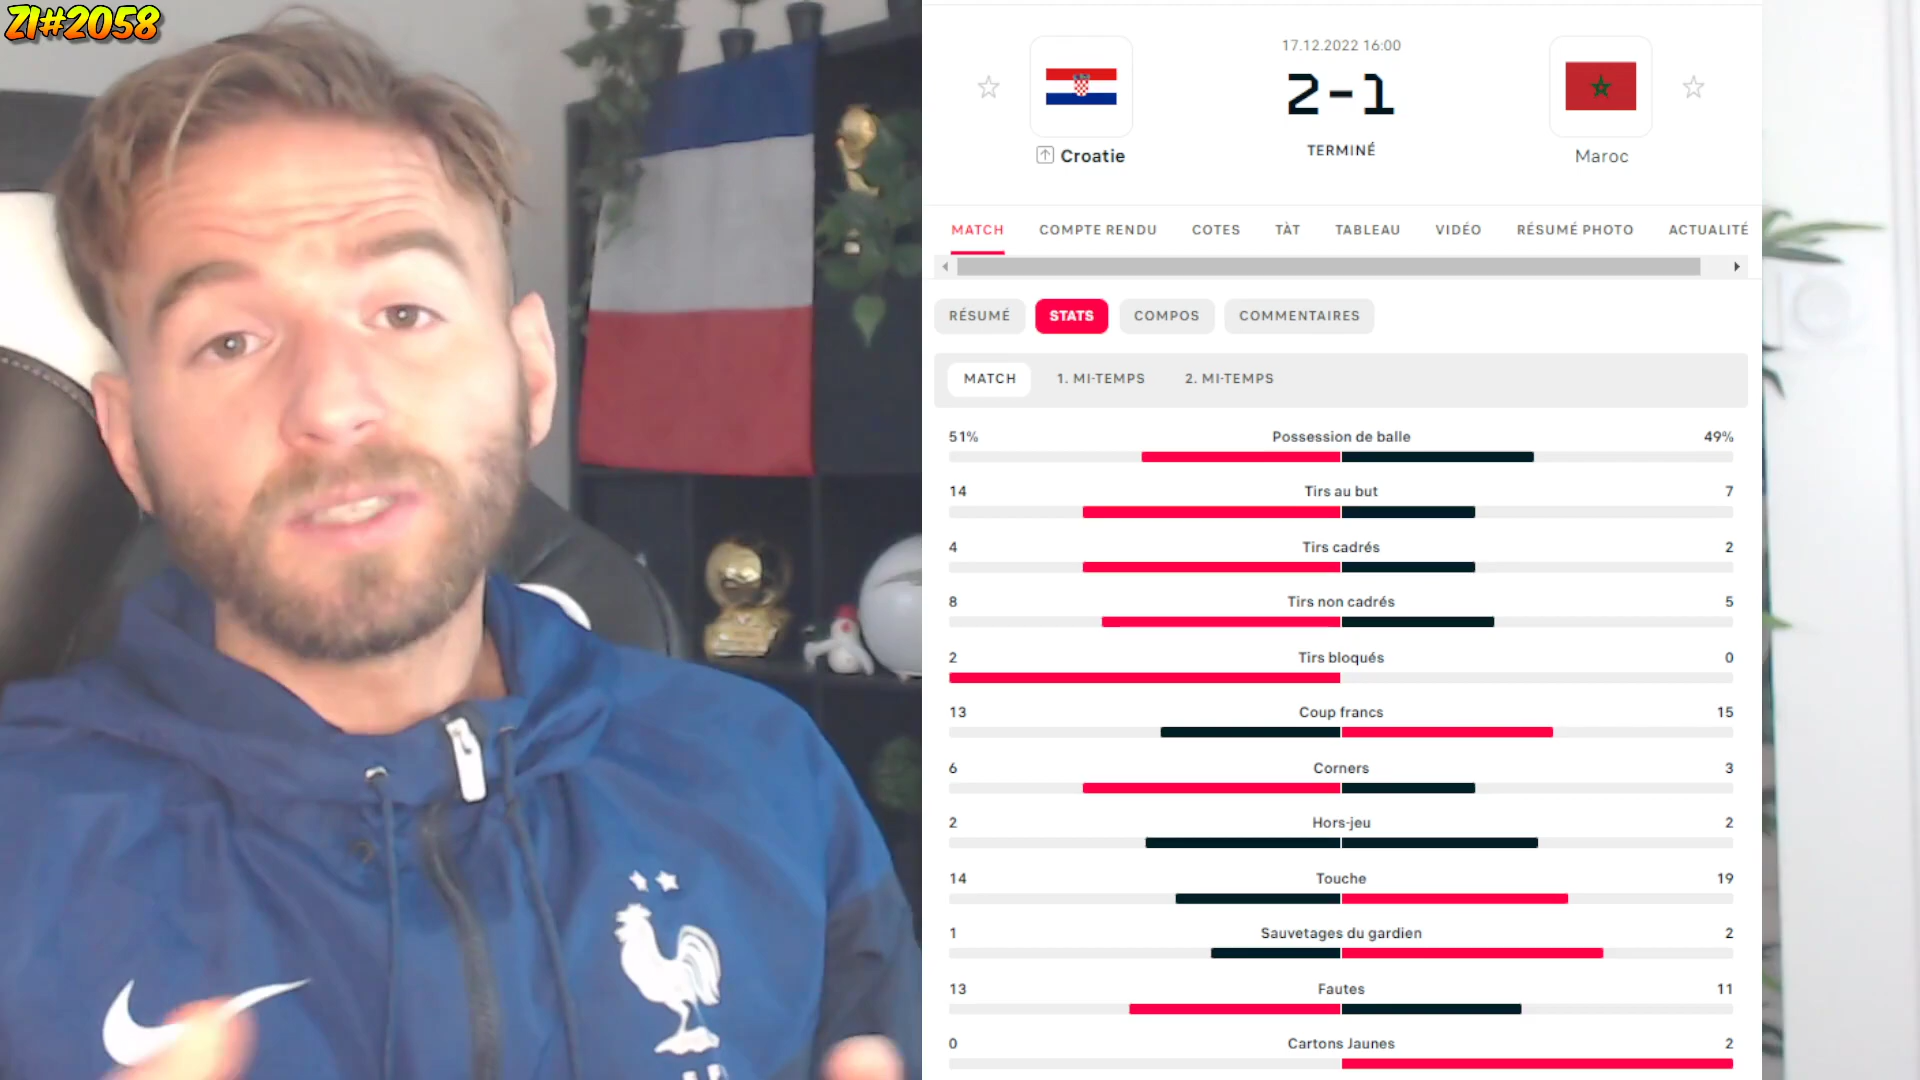 ZI#2058
17.12.2022 16:00
2-1
TERMINÉ
Croatie
Maroc
MATCH COMPTE RENDU COTES TÀT TABLEAU VIDÉO RÉSUMÉ PHOTO ACTUALITÉ
RÉSUMÉ STATS COMPOS COMMENTAIRES
MATCH 1. MI-TEMPS 2. MI-TEMPS
51% Possession de balle 49%
14 Tirs au but 7
4 Tirs cadrés 2
8 Tirs non cadrés 5
2 Tirs bloqués 0
13 Coup francs 15
6 Corners 3
2 Hors-jeu 2
14 Touche 19
1 Sauvetages du gardien 2
13 Fautes 11
0 Cartons Jaunes 2